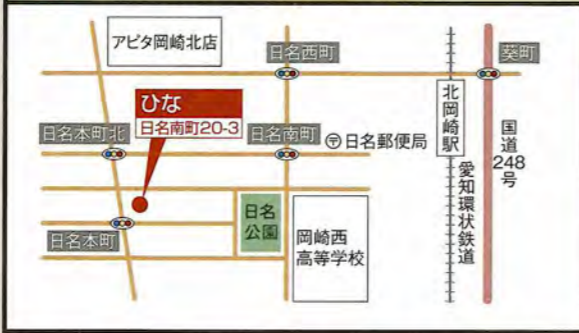 アピタ岡崎北店
日名西町
葵町
ひな
日名南町20-3
日名本町北
日名南町
〒日名郵便局
北岡崎駅
国道248号
愛知環状鉄道
日名本町
日名
公園
岡崎西
高等学校